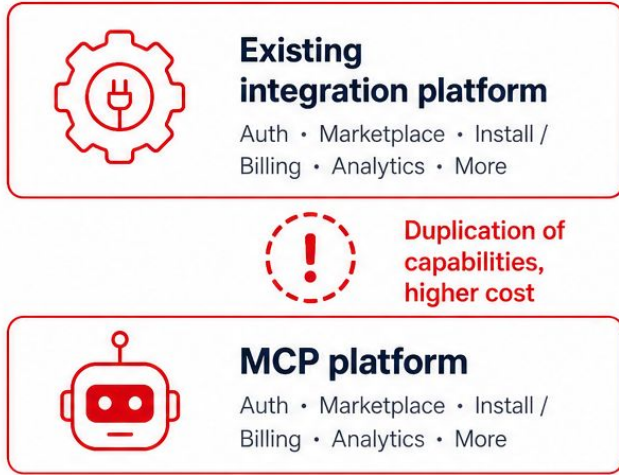 Existing
integration platform
Auth • Marketplace • Install /
Billing • Analytics • More
!
Duplication of
capabilities,
higher cost
MCP platform
Auth • Marketplace • Install /
Billing • Analytics • More